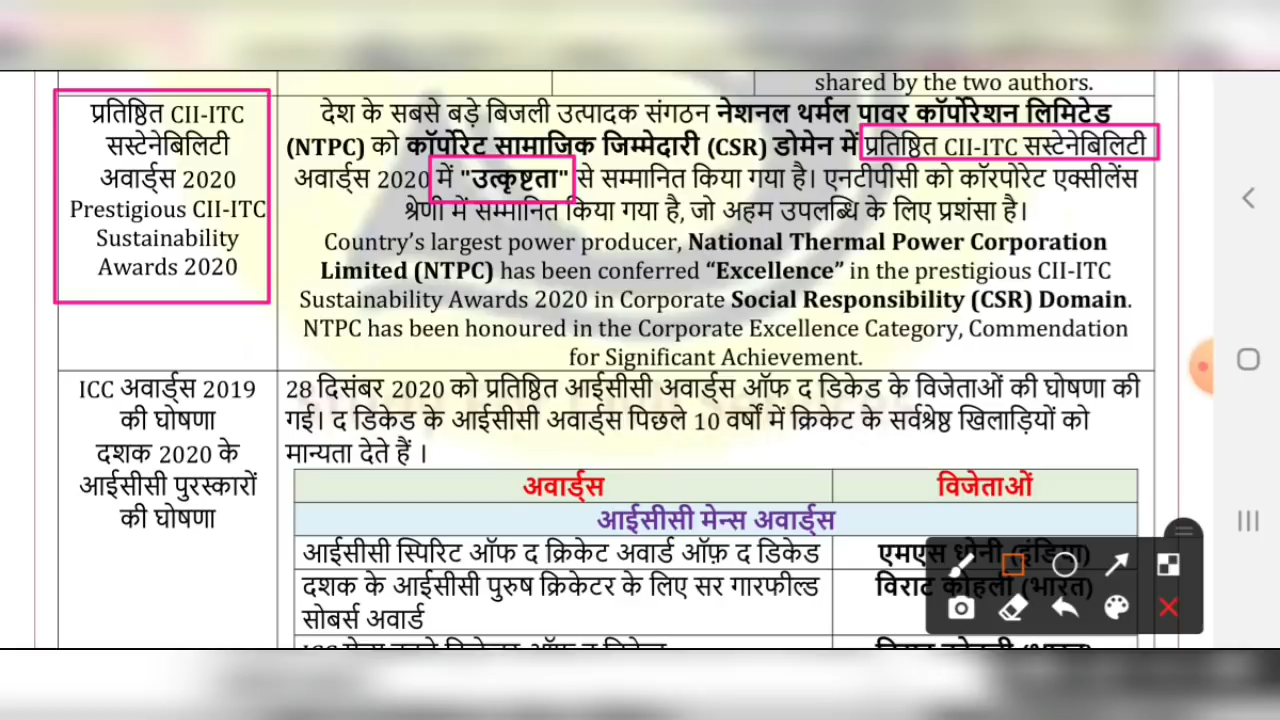 shared by the two authors.
प्रतिष्ठित CII-ITC
सस्टेनेबिलिटी
अवार्ड्स 2020
Prestigious CII-ITC
Sustainability
Awards 2020
देश के सबसे बड़े बिजली उत्पादक संगठन नेशनल थर्मल पावर कॉर्पोरेशन लिमिटेड
(NTPC) को कॉर्पोरेट सामाजिक जिम्मेदारी (CSR) डोमेन में प्रतिष्ठित CII-ITC सस्टेनेबिलिटी
अवार्ड्स 2020 में "उत्कृष्टता" से सम्मानित किया गया है। एनटीपीसी को कॉरपोरेट एक्सीलेंस
श्रेणी में सम्मानित किया गया है, जो अहम उपलब्धि के लिए प्रशंसा है।
Country’s largest power producer, National Thermal Power Corporation
Limited (NTPC) has been conferred “Excellence” in the prestigious CII-ITC
Sustainability Awards 2020 in Corporate Social Responsibility (CSR) Domain.
NTPC has been honoured in the Corporate Excellence Category, Commendation
for Significant Achievement.
ICC अवार्ड्स 2019
की घोषणा
दशक 2020 के
आईसीसी पुरस्कारों
की घोषणा
28 दिसंबर 2020 को प्रतिष्ठित आईसीसी अवार्ड्स ऑफ द डिकेड के विजेताओं की घोषणा की
गई। द डिकेड के आईसीसी अवार्ड्स पिछले 10 वर्षों में क्रिकेट के सर्वश्रेष्ठ खिलाड़ियों को
मान्यता देते हैं ।
अवार्ड्स विजेताओं
आईसीसी मेन्स अवार्ड्स
आईसीसी स्पिरिट ऑफ द क्रिकेट अवार्ड ऑफ़ द डिकेड एमएस धोनी (इंडिया)
दशक के आईसीसी पुरुष क्रिकेटर के लिए सर गारफील्ड विराट कोहली (भारत)
सोबर्स अवार्ड